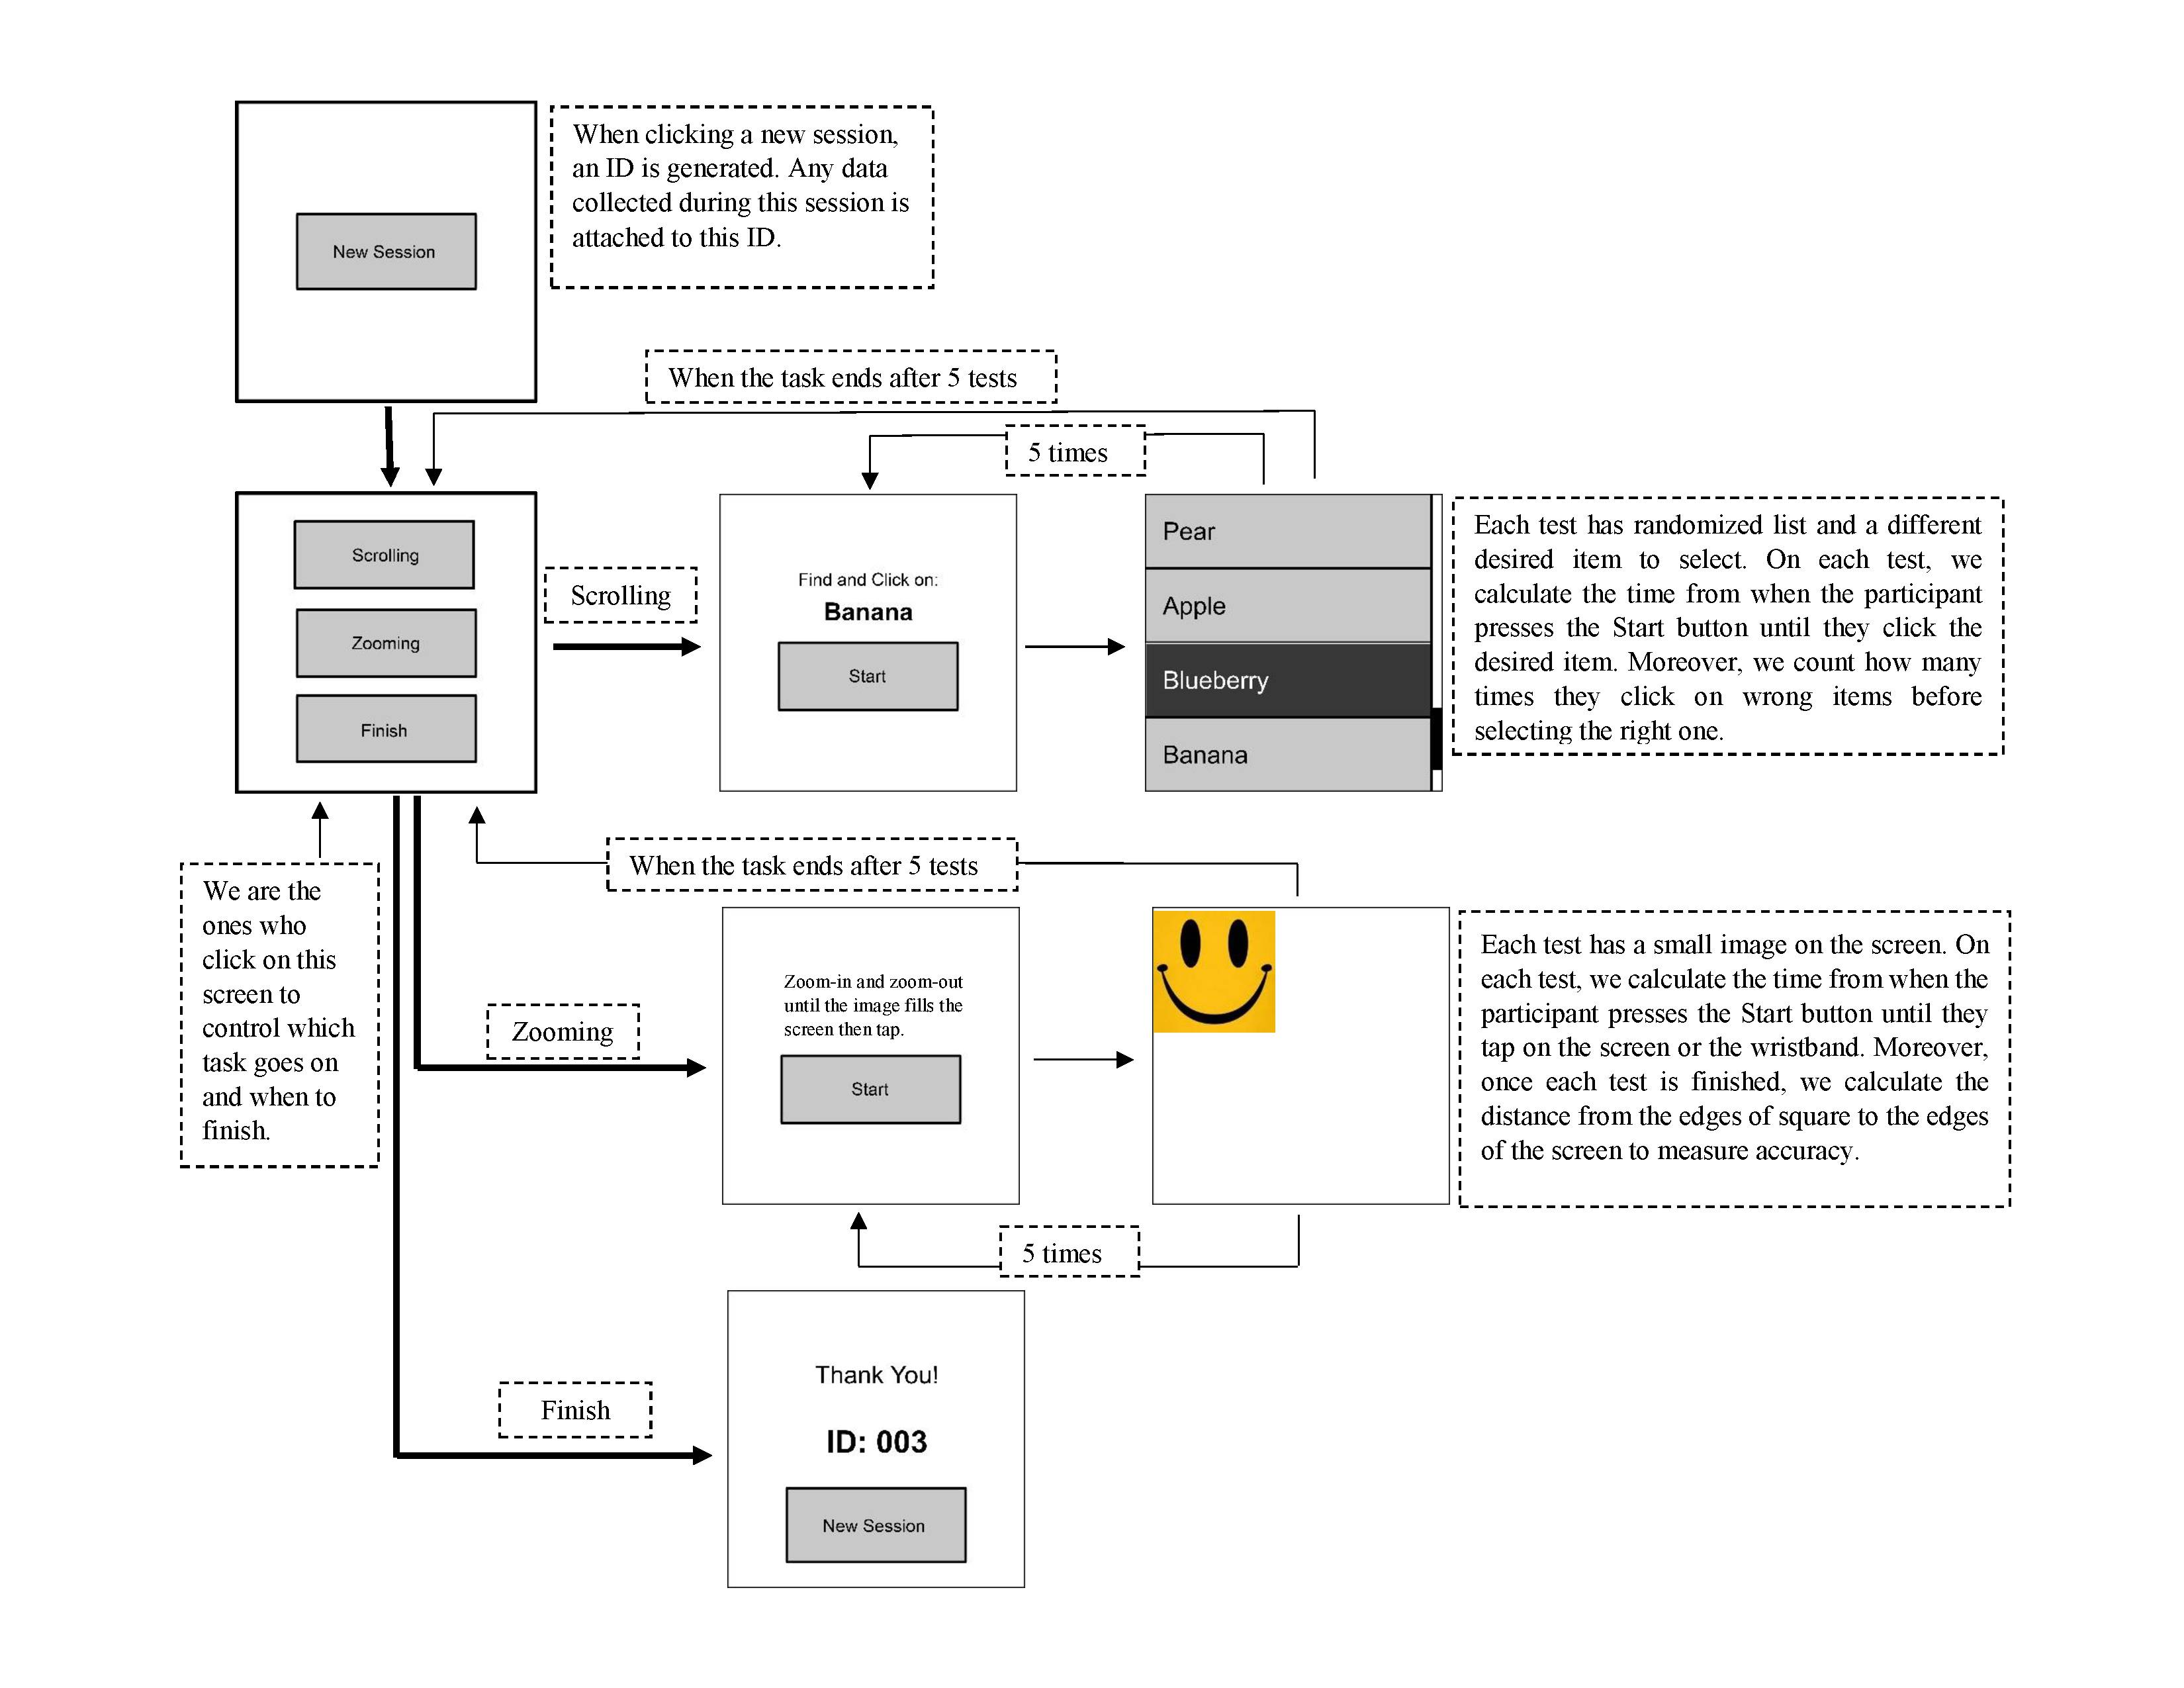 New Session
When clicking a new session,
an ID is generated. Any data
collected during this session is
attached to this ID.
When the task ends after 5 tests
5 times
Scrolling
Zooming
Finish
Scrolling
Find and Click on:
Banana
Start
Pear
Apple
Blueberry
Banana
Each test has randomized list and a different
desired item to select. On each test, we
calculate the time from when the participant
presses the Start button until they click the
desired item. Moreover, we count how many
times they click on wrong items before
selecting the right one.
We are the
ones who
click on this
screen to
control which
task goes on
and when to
finish.
When the task ends after 5 tests
Zooming
Zoom-in and zoom-out
until the image fills the
screen then tap.
Start
Each test has a small image on the screen. On
each test, we calculate the time from when the
participant presses the Start button until they
tap on the screen or the wristband. Moreover,
once each test is finished, we calculate the
distance from the edges of square to the edges
of the screen to measure accuracy.
5 times
Finish
Thank You!
ID: 003
New Session